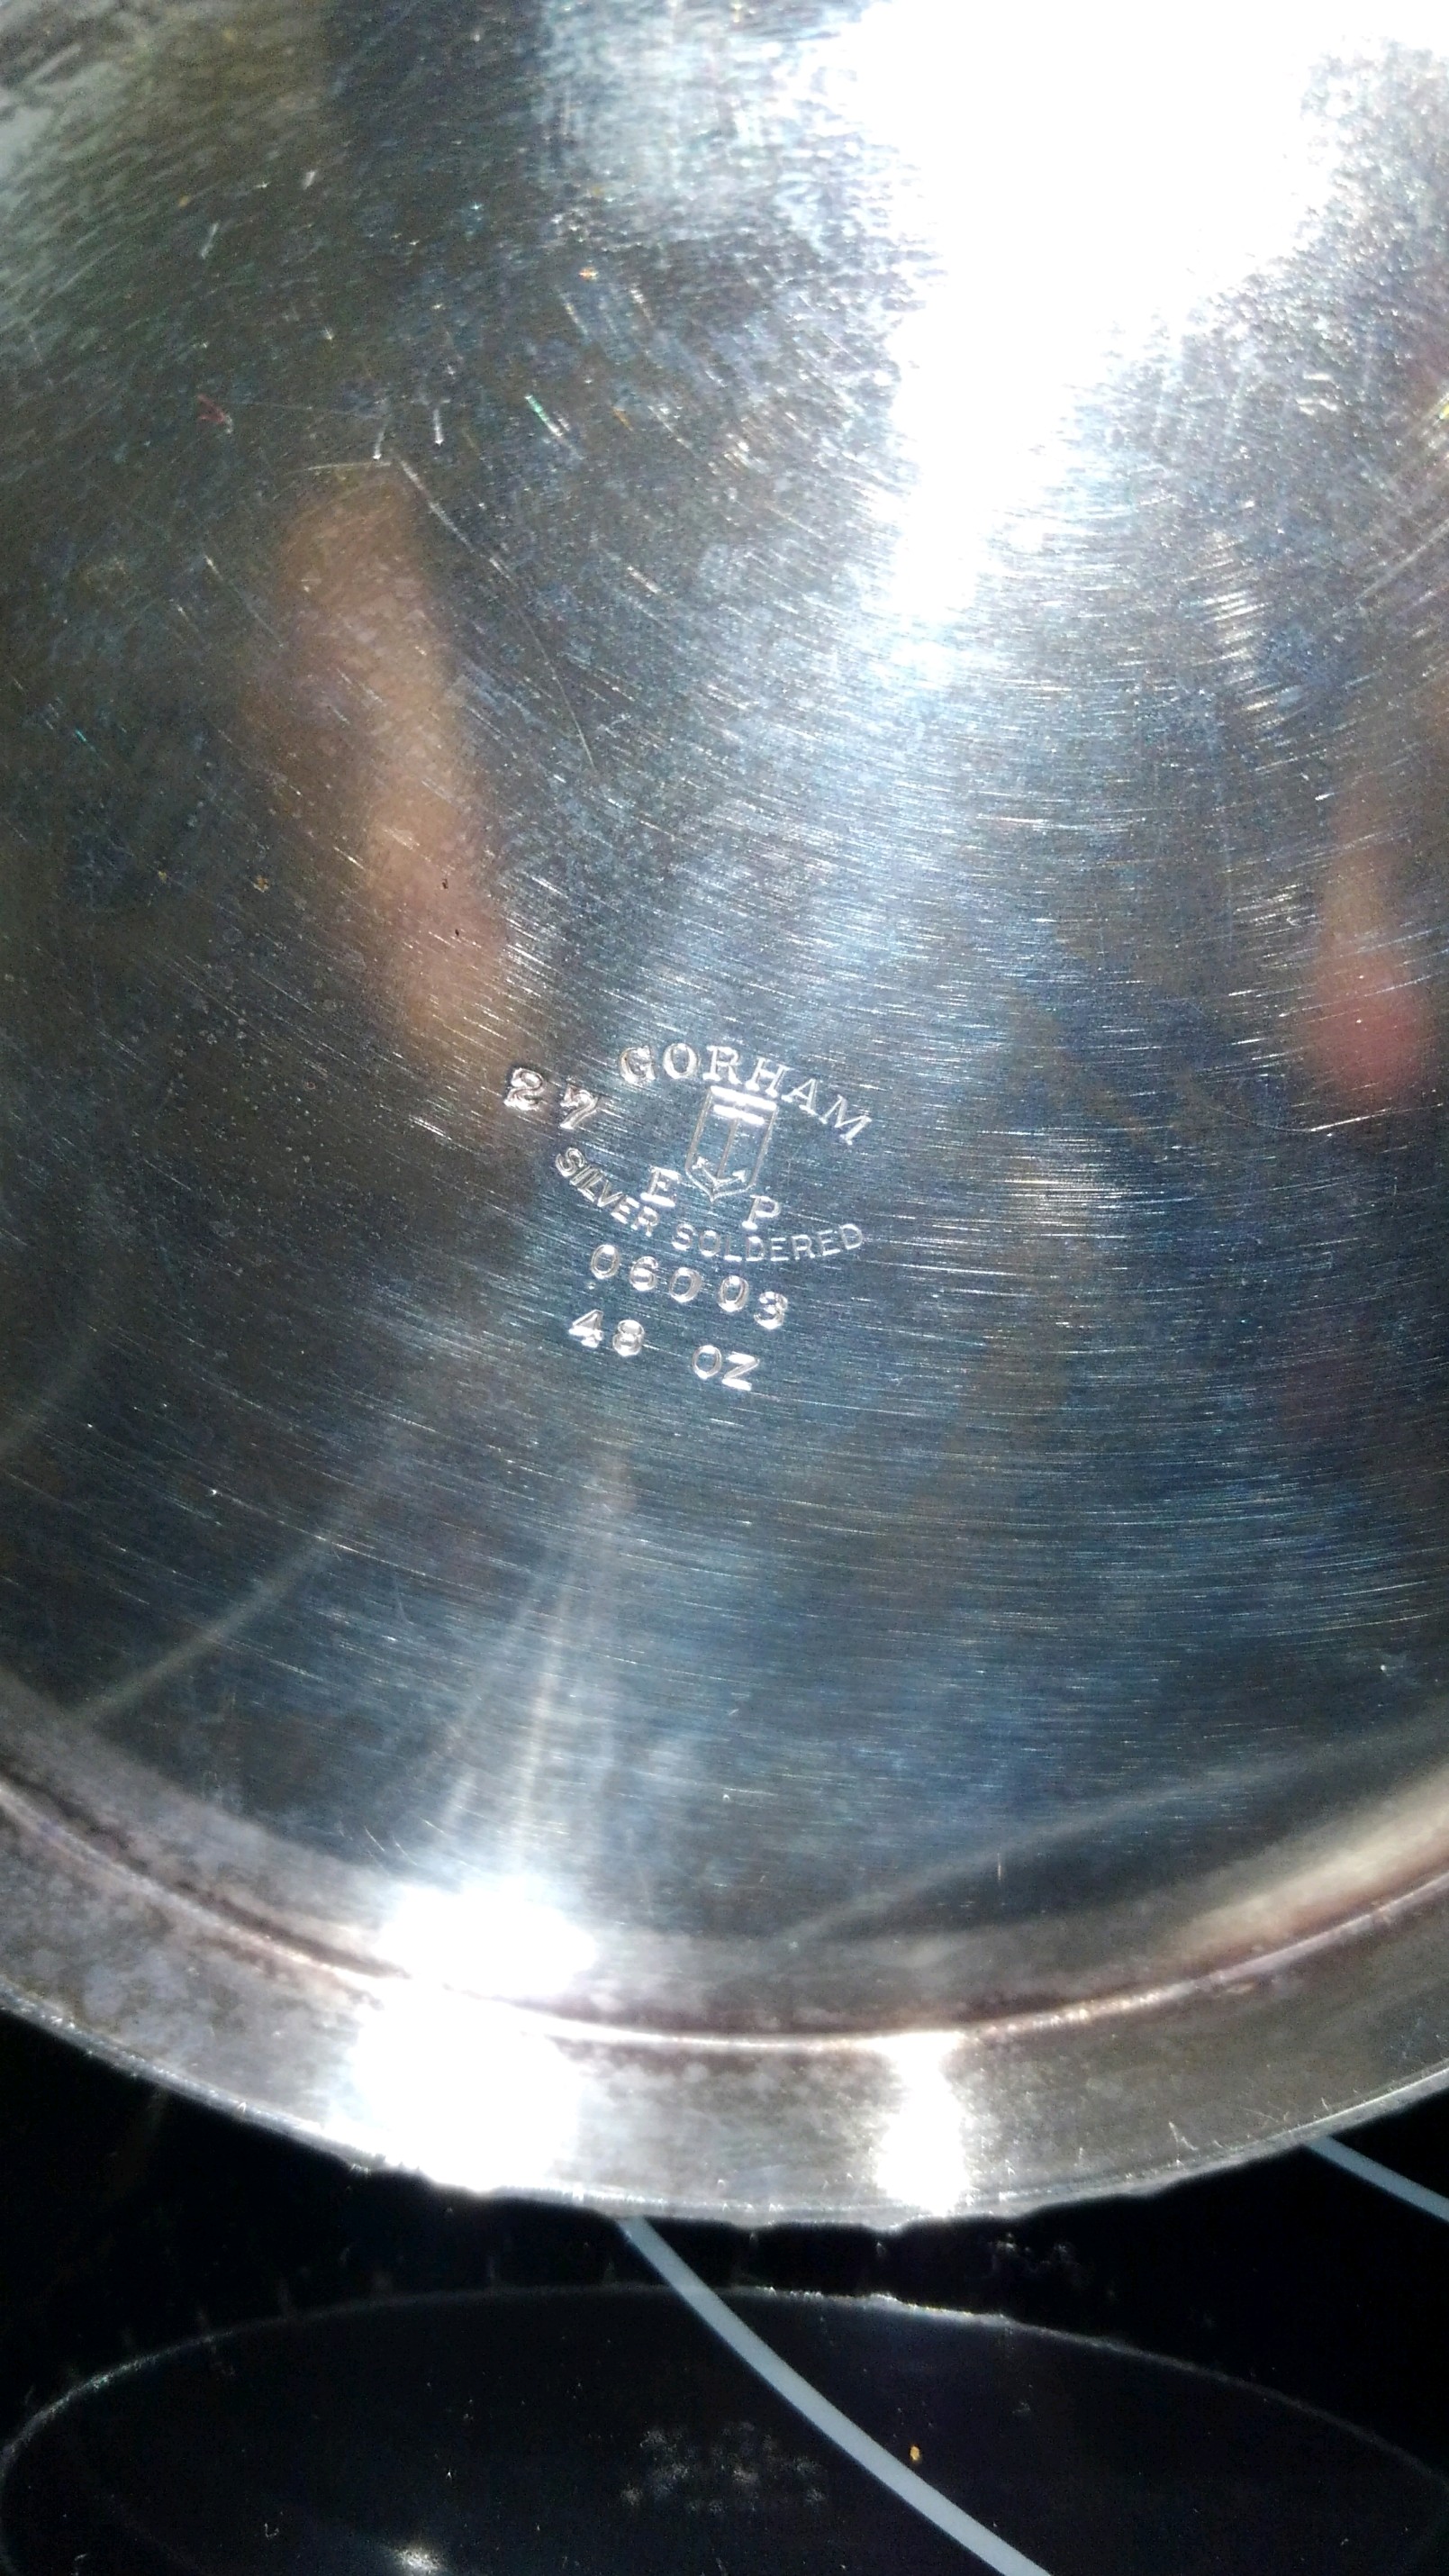 GORHAM
27
E P
SILVER SOLDERED
06003
48 OZ